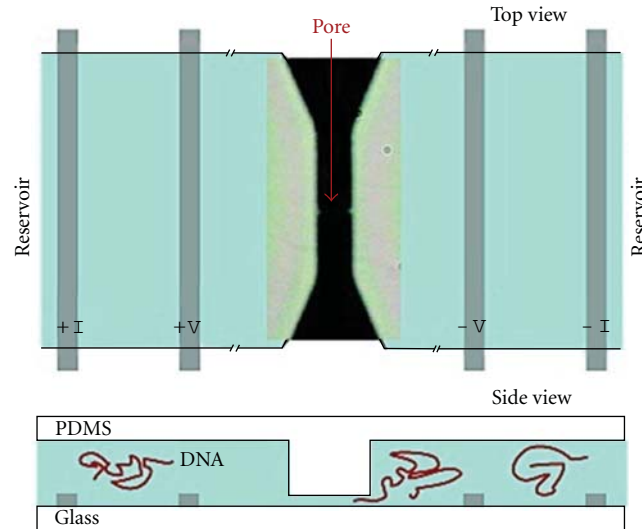 Top view
Pore
Reservoir
Reservoir
+I
+V
-V
-I
Side view
PDMS
DNA
Glass